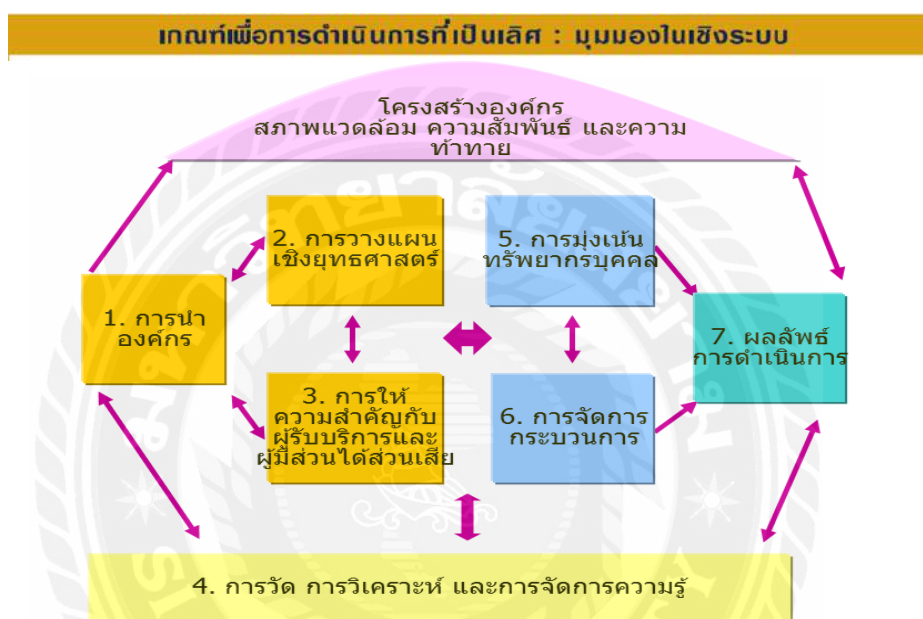 เกณฑ์เพื่อการดำเนินการที่เป็นเลิศ : มุมมองในเชิงระบบ
โครงสร้างองค์กร
สภาพแวดล้อม ความสัมพันธ์ และความ
ท้าทาย
2. การวางแผน
เชิงยุทธศาสตร์
5. การมุ่งเน้น
ทรัพยากรบุคคล
1. การนำ
องค์กร
7. ผลลัพธ์
การดำเนินการ
3. การให้
ความสำคัญกับ
ผู้รับบริการและ
ผู้มีส่วนได้ส่วนเสีย
6. การจัดการ
กระบวนการ
4. การวัด การวิเคราะห์ และการจัดการความรู้